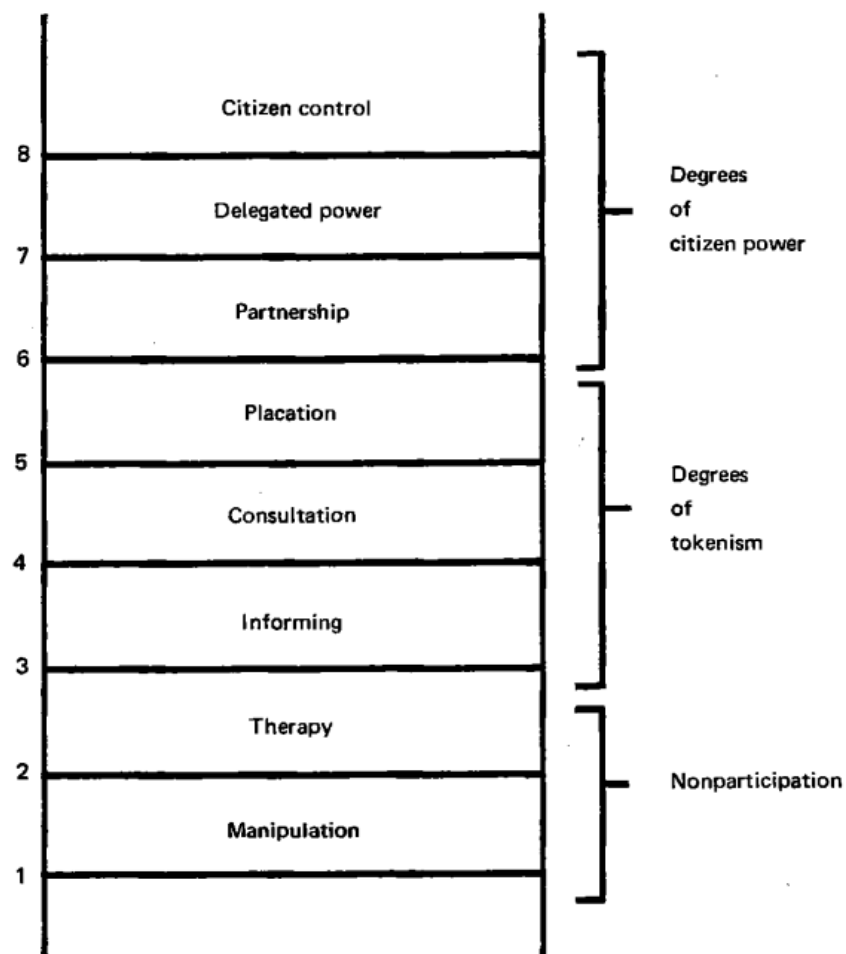 Citizen control
8
Delegated power
7
Partnership
6
Placation
5
Consultation
4
Informing
3
Therapy
2
Manipulation
1
Degrees
of
citizen power
Degrees
of
tokenism
Nonparticipation